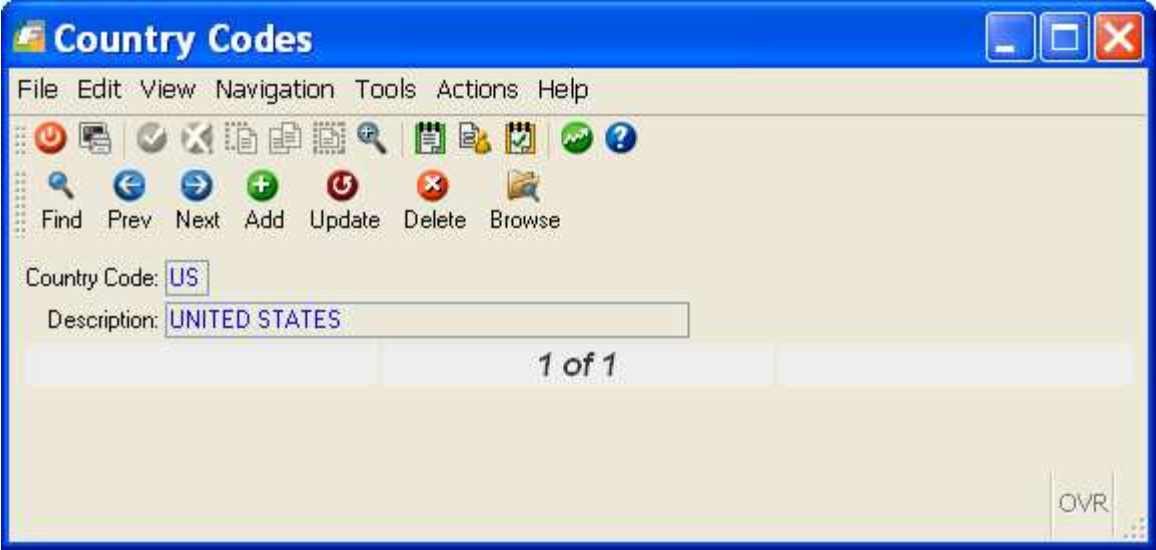 Country Codes
File Edit View Navigation Tools Actions Help
Find Prev Next Add Update Delete Browse
Country Code: US
Description: UNITED STATES
1 of 1
OVR